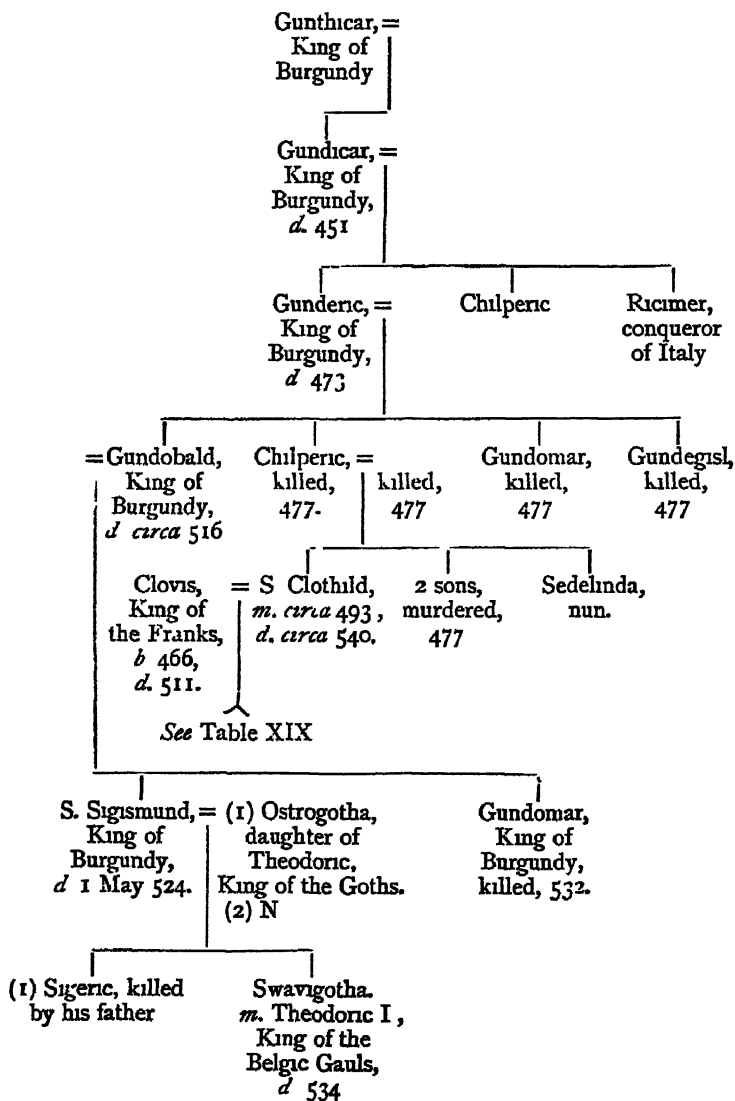 Gunthicar, =
King of
Burgundy
Gundicar, =
King of
Burgundy,
d. 451
Gunderic, =
King of
Burgundy,
d 473
Chilperic
Ricimer,
conqueror
of Italy
= Gundobald,
King of
Burgundy,
d circa 516
Chilperic, =
killed,
477.
killed,
477
Gundomar,
killed,
477
Gundegisl,
killed,
477
Clovis,
King of
the Franks,
b 466,
d. 511.
= S Clothild,
m. circa 493,
d. circa 540.
2 sons,
murdered,
477
Sedelinda,
nun.
See Table XIX
S. Sigismund, =
King of
Burgundy,
d 1 May 524.
(1) Ostrogotha,
daughter of
Theodoric,
King of the Goths.
(2) N
Gundomar,
King of
Burgundy,
killed, 532.
(1) Sigeric, killed
by his father
Swavigotha.
m. Theodoric I,
King of the
Belgic Gauls,
d 534